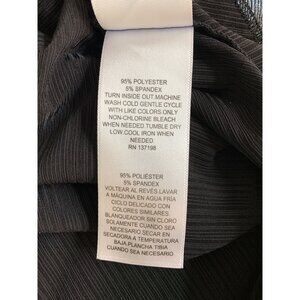 95% POLYESTER
5% SPANDEX
TURN INSIDE OUT.MACHINE
WASH COLD GENTLE CYCLE
WITH LIKE COLORS.ONLY
NON-CHLORINE BLEACH
WHEN NEEDED TUMBLE DRY
LOW.COOL IRON WHEN
NEEDED
RN 137198
95% POLIÉSTER
5% SPANDEX
VOLTEAR AL REVÉS LAVAR
A MÁQUINA EN AGUA FRÍA
CICLO DELICADO CON
COLORES SIMILARES
BLANQUEADOR SIN CLORO
SOLAMENTE CUANDO SEA
NECESARIO SECAR EN
SECADORA A TEMPERATURA
BAJA PLANCHA TIBIA
CUANDO SEA NECESARIO